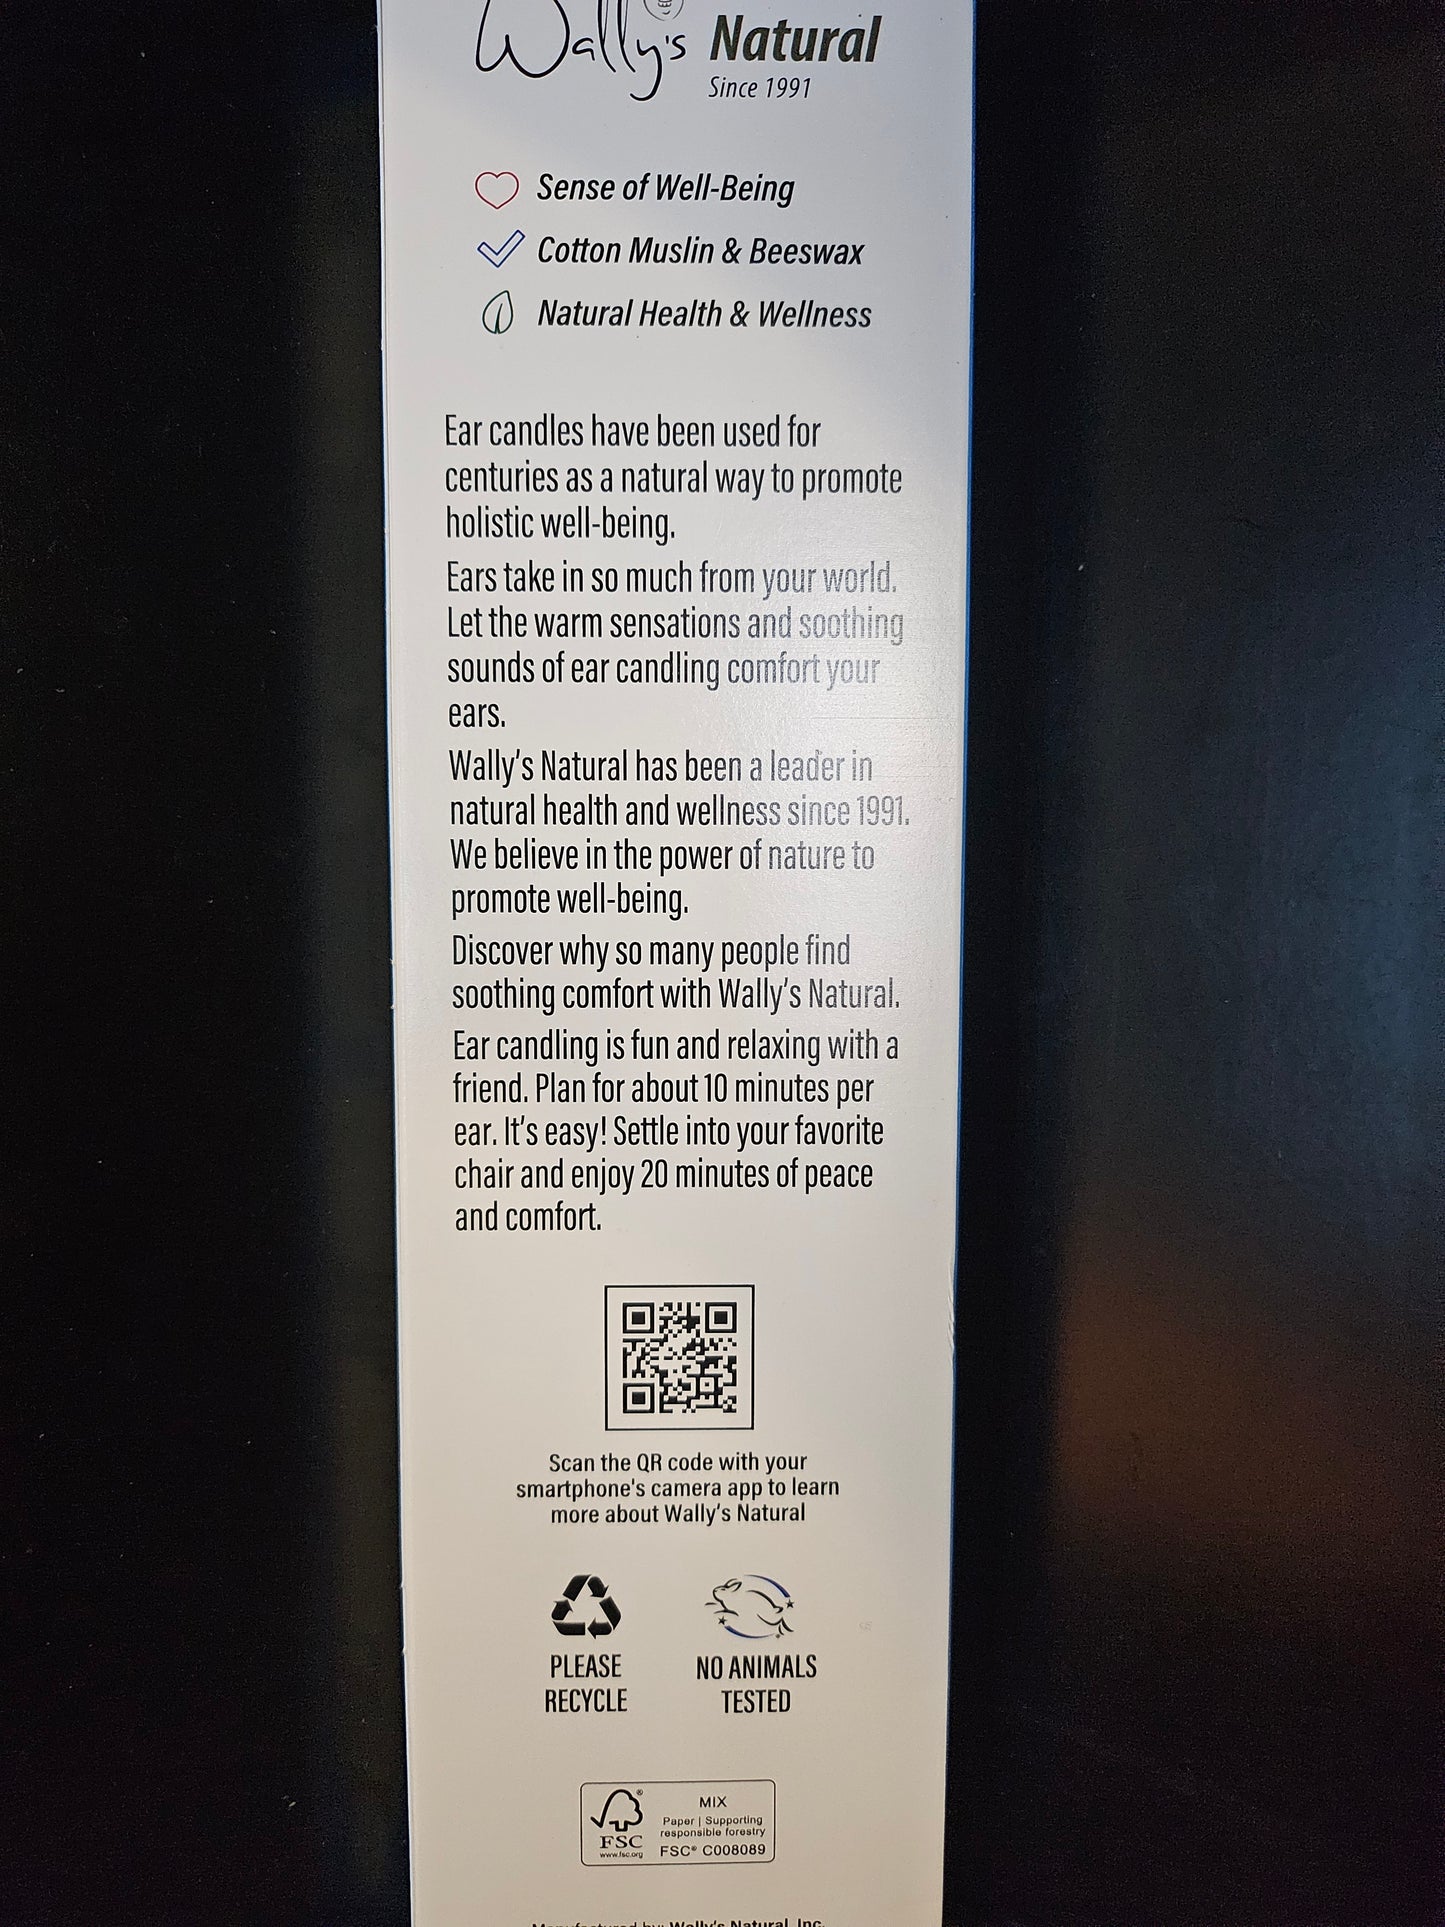 Wally's Natural
Since 1991
Sense of Well-Being
Cotton Muslin & Beeswax
Natural Health & Wellness
Ear candles have been used for
centuries as a natural way to promote
holistic well-being.
Ears take in so much from your world.
Let the warm sensations and soothing
sounds of ear candling comfort your
ears.
Wally's Natural has been a leader in
natural health and wellness since 1991.
We believe in the power of nature to
promote well-being.
Discover why so many people find
soothing comfort with Wally's Natural.
Ear candling is fun and relaxing with a
friend. Plan for about 10 minutes per
ear. It's easy! Settle into your favorite
chair and enjoy 20 minutes of peace
and comfort.
Scan the QR code with your
smartphone's camera app to learn
more about Wally's Natural
PLEASE
RECYCLE
NO ANIMALS
TESTED
FSC
www.fsc.org
MIX
Paper | Supporting
responsible forestry
FSC® C008089
Manufactured by: Wally's Natural, Inc.